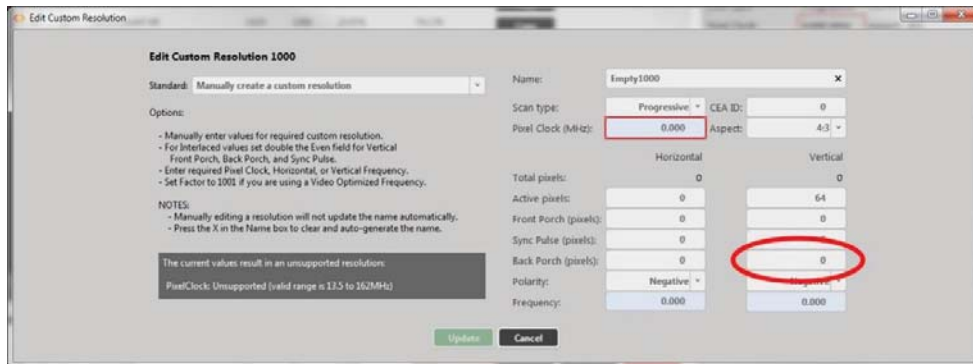 Edit Custom Resolution
Edit Custom Resolution 1000
Standard: Manually create a custom resolution
Options:
- Manually enter values for required custom resolution.
- For Interlaced values set double the Even field for Vertical
Front Porch, Back Porch, and Sync Pulse.
- Enter required Pixel Clock, Horizontal, or Vertical Frequency.
- Set Factor to 1001 if you are using a Video Optimized Frequency.
NOTES:
- Manually editing a resolution will not update the name automatically.
- Press the X in the Name box to clear and auto-generate the name.
The current values result in an unsupported resolution:
PixelClock: Unsupported (valid range is 13.5 to 162MHz)
Name: Empty1000 x
Scan type: Progressive CEA ID: 0
Pixel Clock (MHz): 0.000 Aspect: 4:3
Horizontal Vertical
Total pixels: 0 0
Active pixels: 0 64
Front Porch (pixels): 0 0
Sync Pulse (pixels): 0
Back Porch (pixels): 0 0
Polarity: Negative Negative
Frequency: 0.000 0.000
Update Cancel